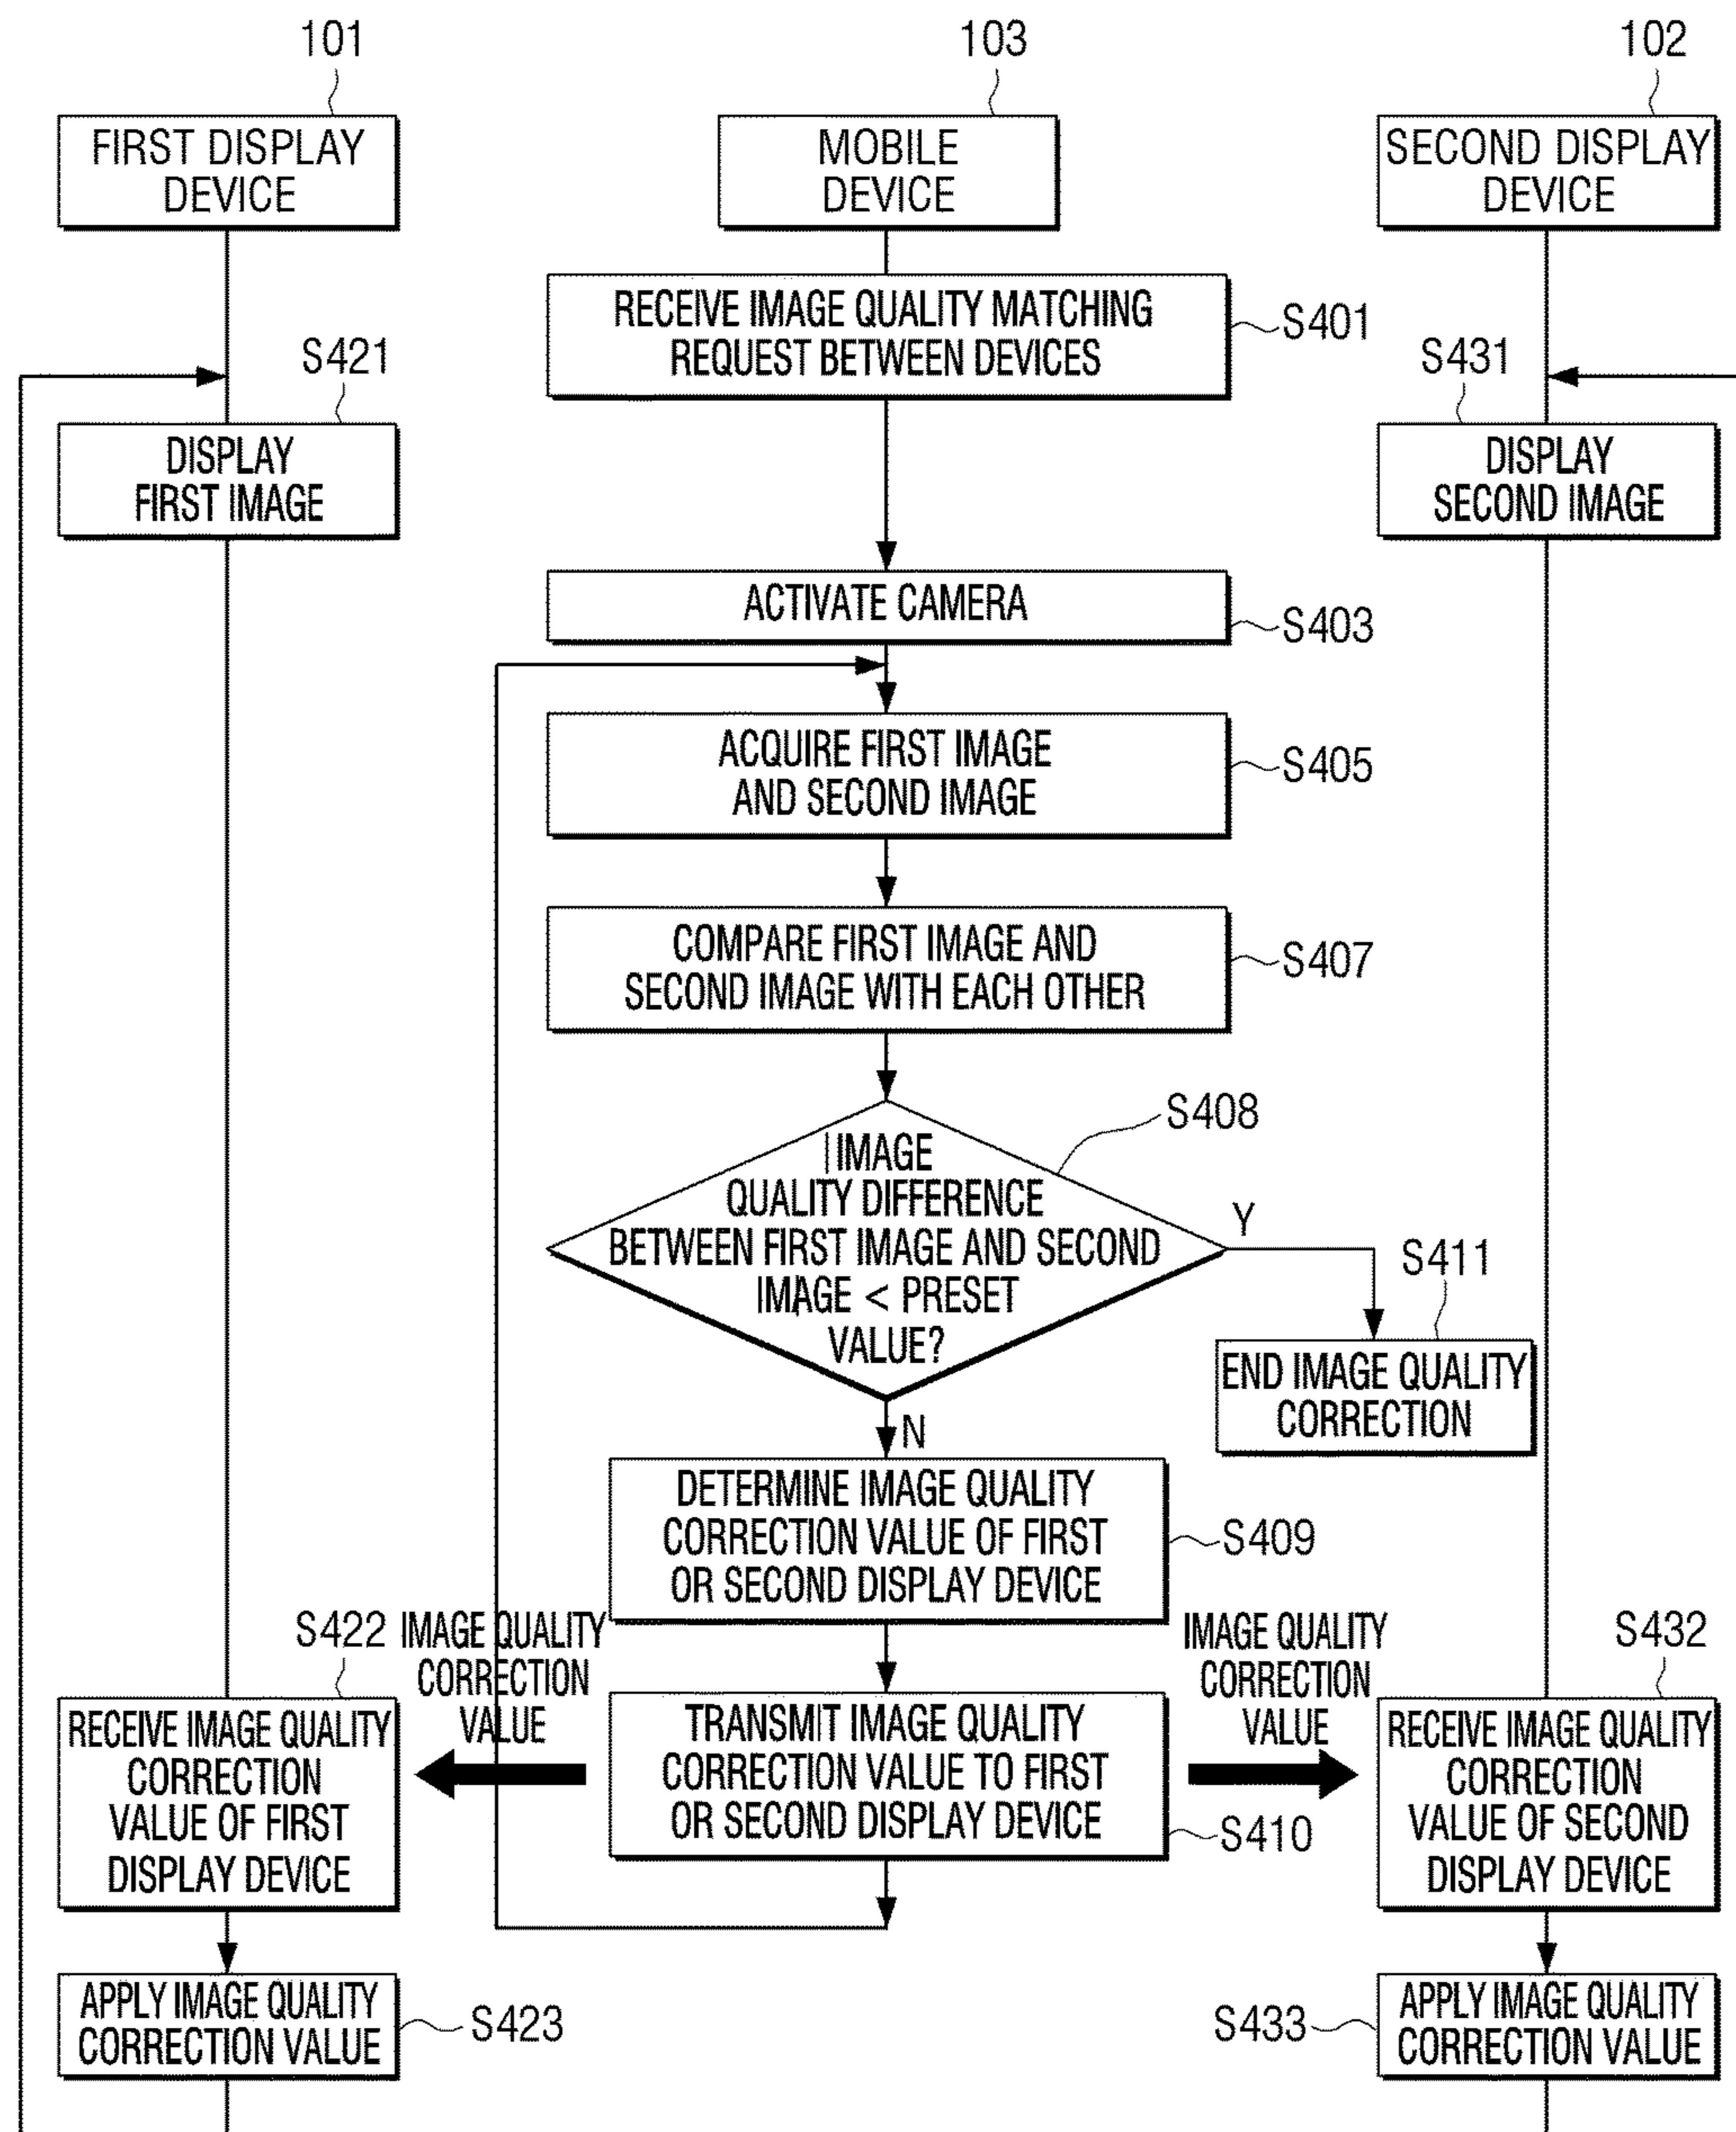 101
103
102
FIRST DISPLAY
DEVICE
MOBILE
DEVICE
SECOND DISPLAY
DEVICE
RECEIVE IMAGE QUALITY MATCHING
REQUEST BETWEEN DEVICES
S401
S421
S431
DISPLAY
FIRST IMAGE
DISPLAY
SECOND IMAGE
ACTIVATE CAMERA
S403
ACQUIRE FIRST IMAGE
AND SECOND IMAGE
S405
COMPARE FIRST IMAGE AND
SECOND IMAGE WITH EACH OTHER
S407
S408
| IMAGE
QUALITY DIFFERENCE
BETWEEN FIRST IMAGE AND SECOND
IMAGE < PRESET
VALUE?
Y
S411
END IMAGE QUALITY
CORRECTION
N
DETERMINE IMAGE QUALITY
CORRECTION VALUE OF FIRST
OR SECOND DISPLAY DEVICE
S409
S422
IMAGE QUALITY
CORRECTION
VALUE
IMAGE QUALITY
CORRECTION
VALUE
S432
RECEIVE IMAGE QUALITY
CORRECTION
VALUE OF FIRST
DISPLAY DEVICE
TRANSMIT IMAGE QUALITY
CORRECTION VALUE TO FIRST
OR SECOND DISPLAY DEVICE
S410
RECEIVE IMAGE QUALITY
CORRECTION
VALUE OF SECOND
DISPLAY DEVICE
APPLY IMAGE QUALITY
CORRECTION VALUE
S423
S433
APPLY IMAGE QUALITY
CORRECTION VALUE